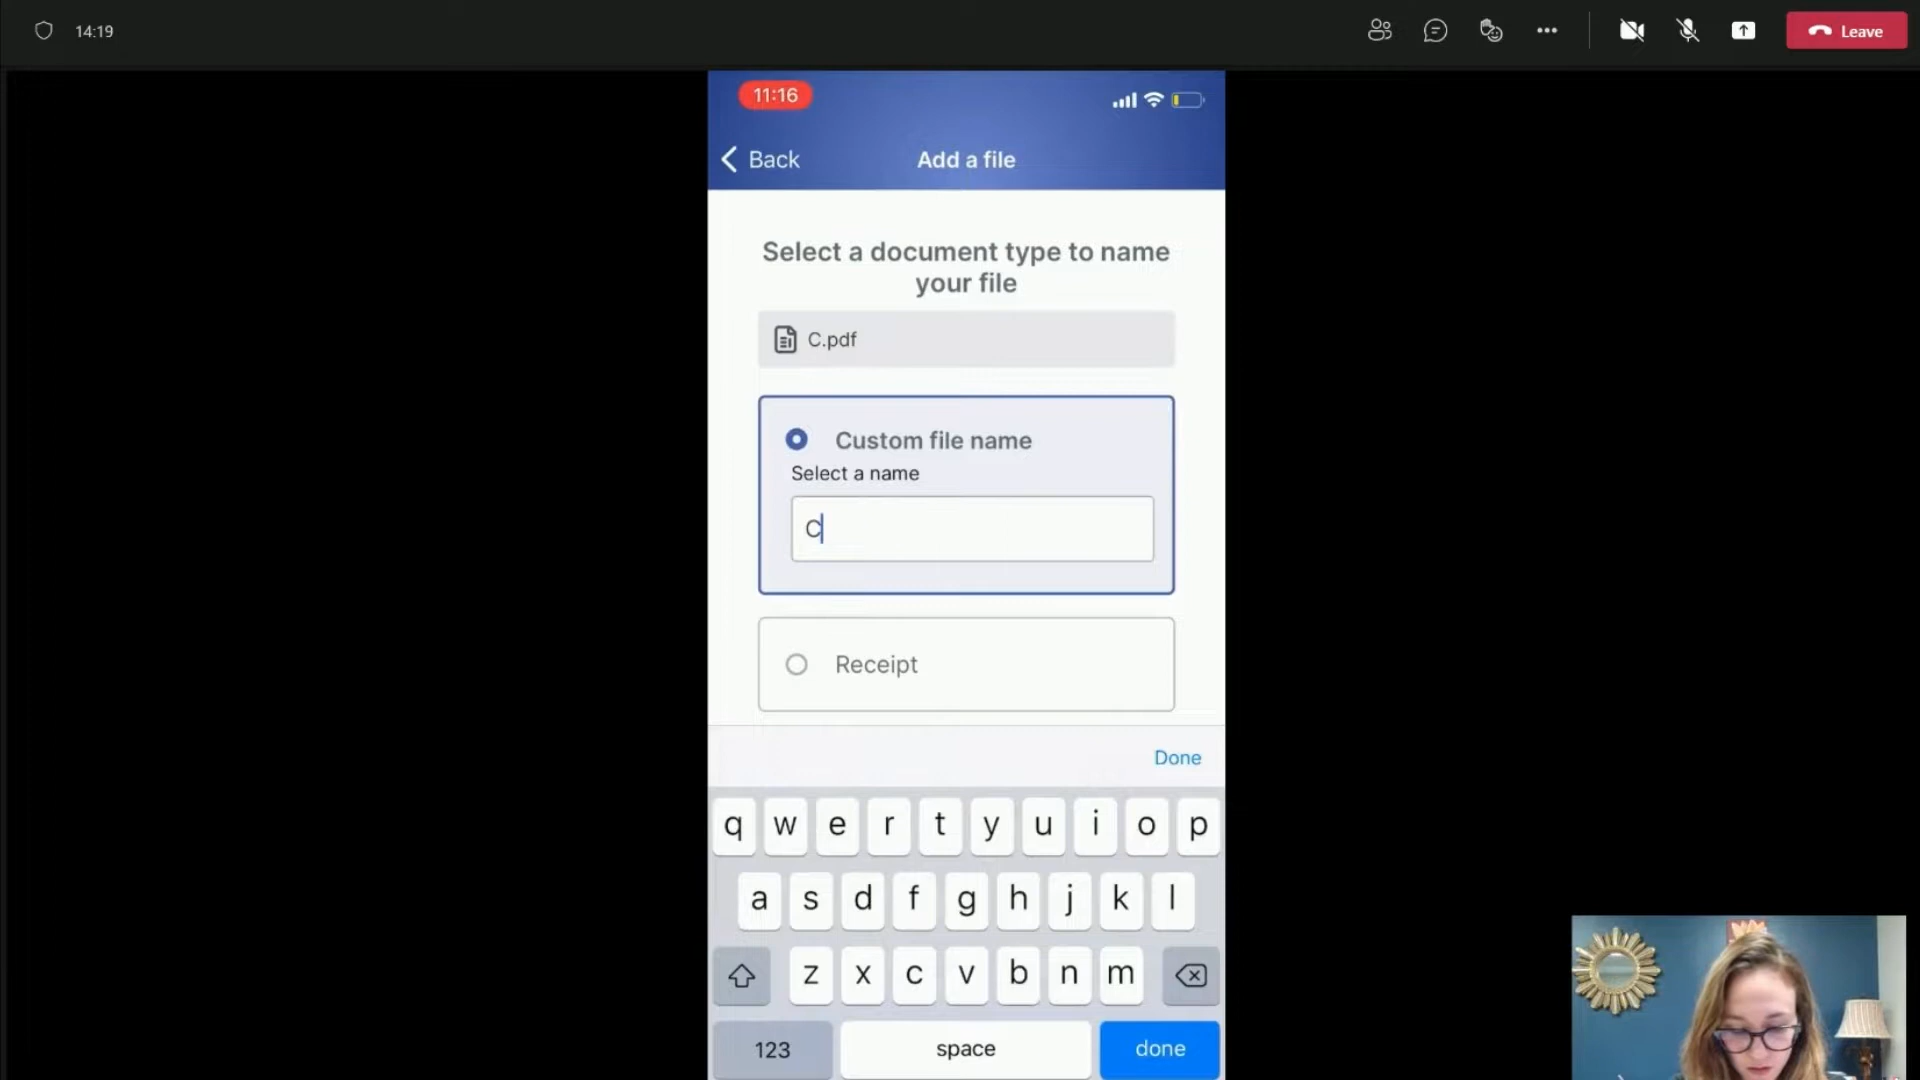 14:19
Leave
11:16
Back
Add a file
Select a document type to name
your file
C.pdf
Custom file name
Select a name
C
Receipt
Done
q w e r t y u i o p
a s d f g h j k l
z x c v b n m
123 space done